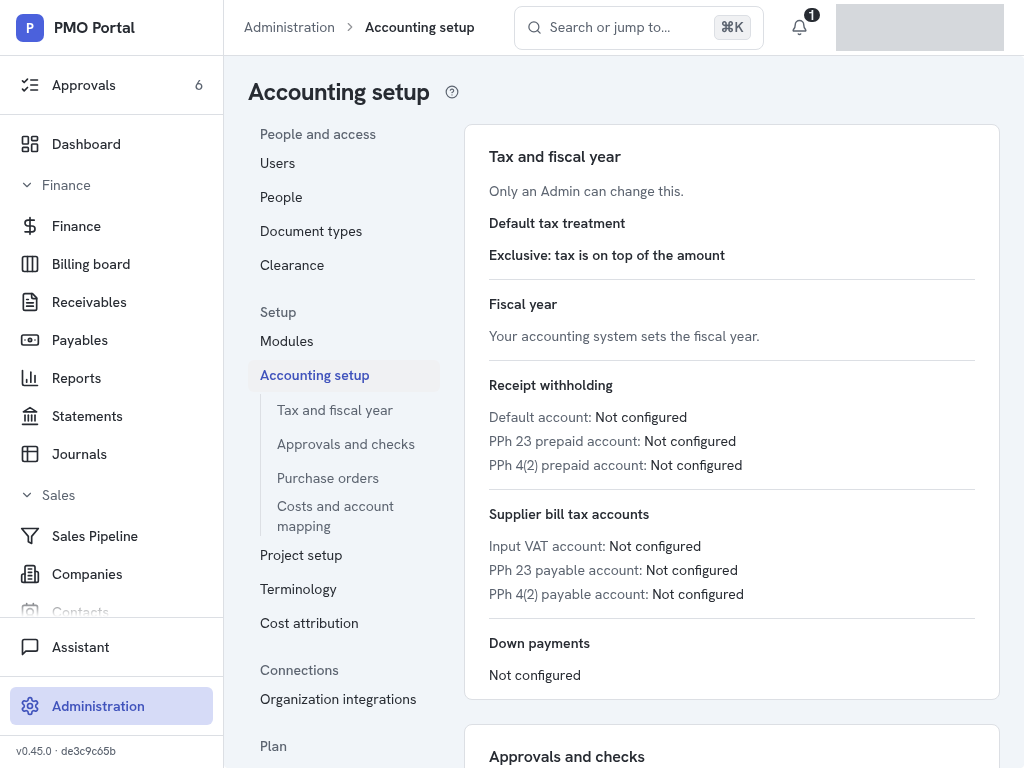 P PMO Portal
Administration > Accounting setup
Search or jump to... ⌘K
1
Approvals 6
Dashboard
Finance
Finance
Billing board
Receivables
Payables
Reports
Statements
Journals
Sales
Sales Pipeline
Companies
Contacts
Assistant
Administration
v0.45.0 · de3c9c65b
Accounting setup
People and access
Users
People
Document types
Clearance
Setup
Modules
Accounting setup
Tax and fiscal year
Approvals and checks
Purchase orders
Costs and account
mapping
Project setup
Terminology
Cost attribution
Connections
Organization integrations
Plan
Tax and fiscal year
Only an Admin can change this.
Default tax treatment
Exclusive: tax is on top of the amount
Fiscal year
Your accounting system sets the fiscal year.
Receipt withholding
Default account: Not configured
PPh 23 prepaid account: Not configured
PPh 4(2) prepaid account: Not configured
Supplier bill tax accounts
Input VAT account: Not configured
PPh 23 payable account: Not configured
PPh 4(2) payable account: Not configured
Down payments
Not configured
Approvals and checks